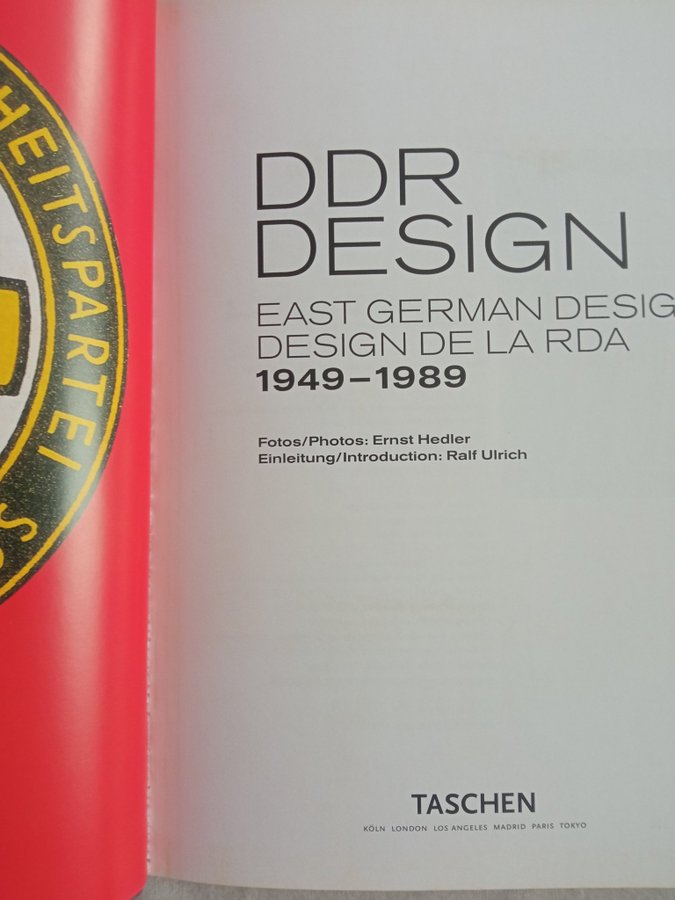 HEITSPARTEI
DDR
DESIGN
EAST GERMAN DESIG
DESIGN DE LA RDA
1949–1989
Fotos/Photos: Ernst Hedler
Einleitung/Introduction: Ralf Ulrich
TASCHEN
KÖLN LONDON LOS ANGELES MADRID PARIS TOKYO